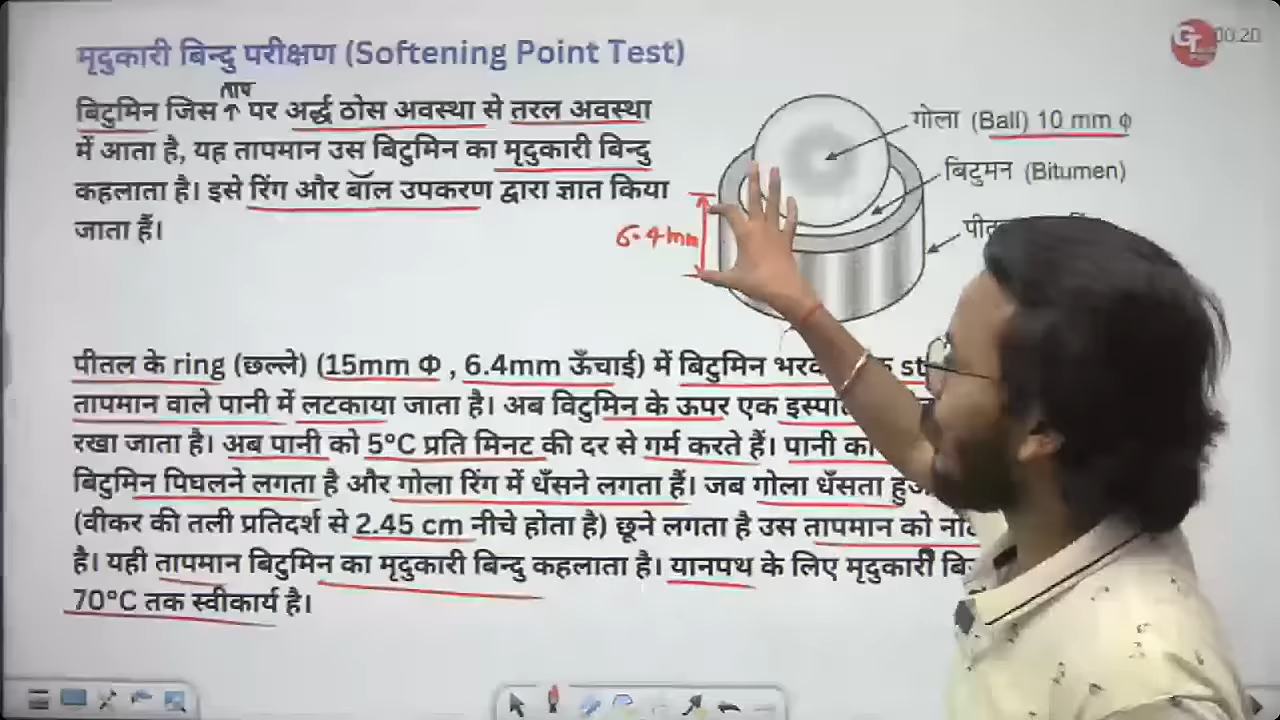 मृदुकारी बिन्दु परीक्षण (Softening Point Test)
GT
00:20
ताप
बिटुमिन जिस ↑ पर अर्द्ध ठोस अवस्था से तरल अवस्था
में आता है, यह तापमान उस बिटुमिन का मृदुकारी बिन्दु
कहलाता है। इसे रिंग और बॉल उपकरण द्वारा ज्ञात किया
जाता हैं।
गोला (Ball) 10 mm ϕ
बिटुमन (Bitumen)
6.4mm
पीतल के ring (छल्ले) (15mm Φ , 6.4mm ऊँचाई) में बिटुमिन
तापमान वाले पानी में लटकाया जाता है। अब विटुमिन के ऊपर एक
रखा जाता है। अब पानी को 5°C प्रति मिनट की दर से गर्म करते हैं। पानी का
बिटुमिन पिघलने लगता है और गोला रिंग में धँसने लगता हैं। जब गोला धँसता
(वीकर की तली प्रतिदर्श से 2.45 cm नीचे होता है) छूने लगता है उस तापमान को
है। यही तापमान बिटुमिन का मृदुकारी बिन्दु कहलाता है। यानपथ के लिए मृदुकारी
70°C तक स्वीकार्य है।